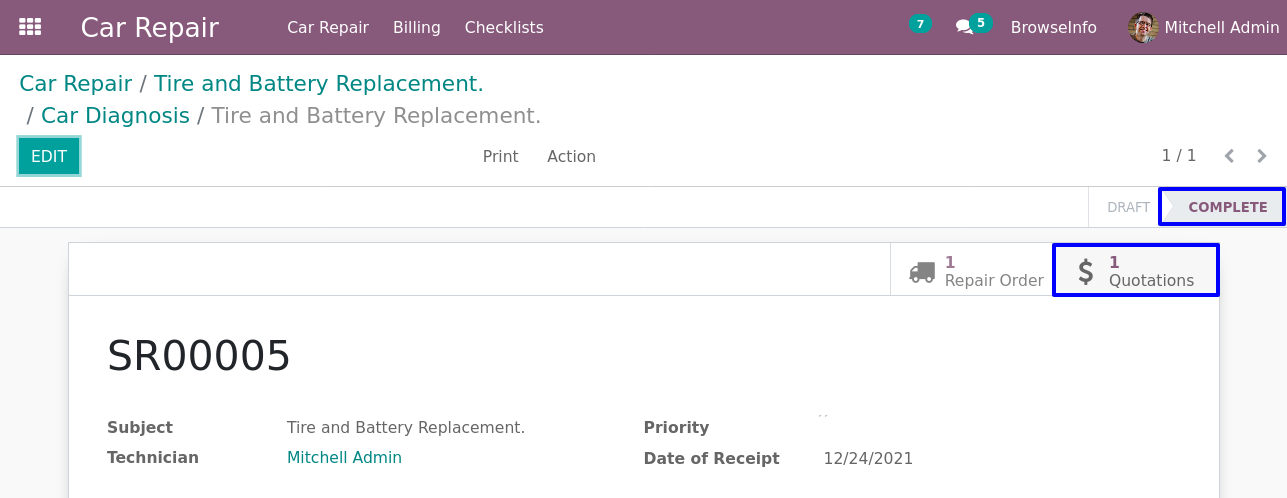 Car Repair Car Repair Billing Checklists 7 5 BrowseInfo Mitchell Admin
Car Repair / Tire and Battery Replacement.
/ Car Diagnosis / Tire and Battery Replacement.
EDIT Print Action 1 / 1
DRAFT COMPLETE
1 Repair Order
$ 1 Quotations
SR00005
Subject Tire and Battery Replacement. Priority
Technician Mitchell Admin Date of Receipt 12/24/2021